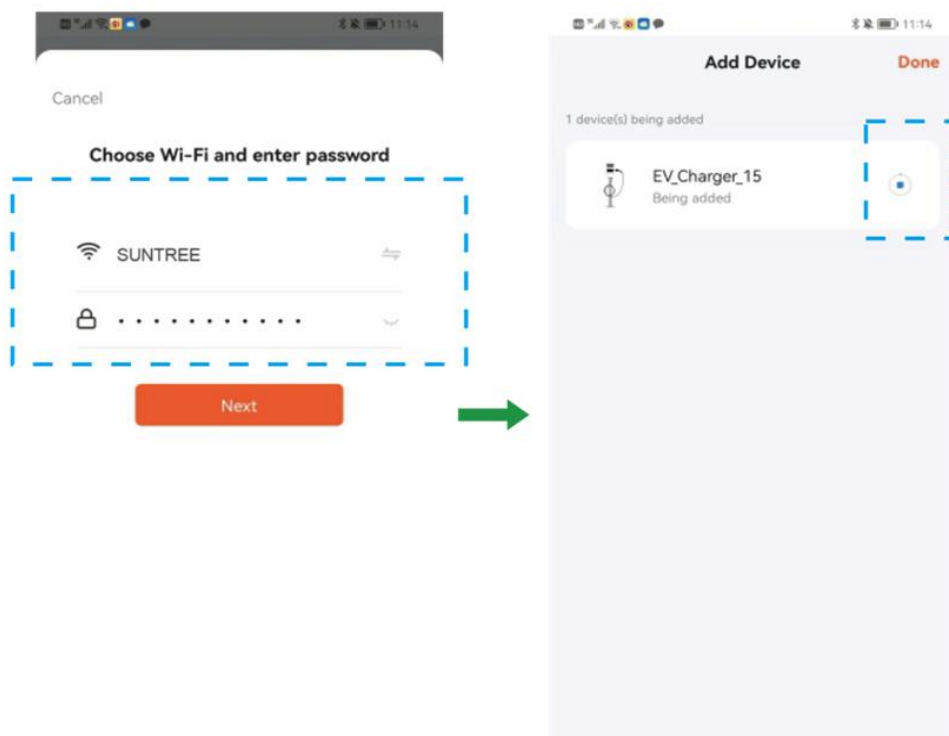 11:14
Cancel
Choose Wi-Fi and enter password
SUNTREE
Next
11:14
Add Device
Done
1 device(s) being added
EV_Charger_15
Being added